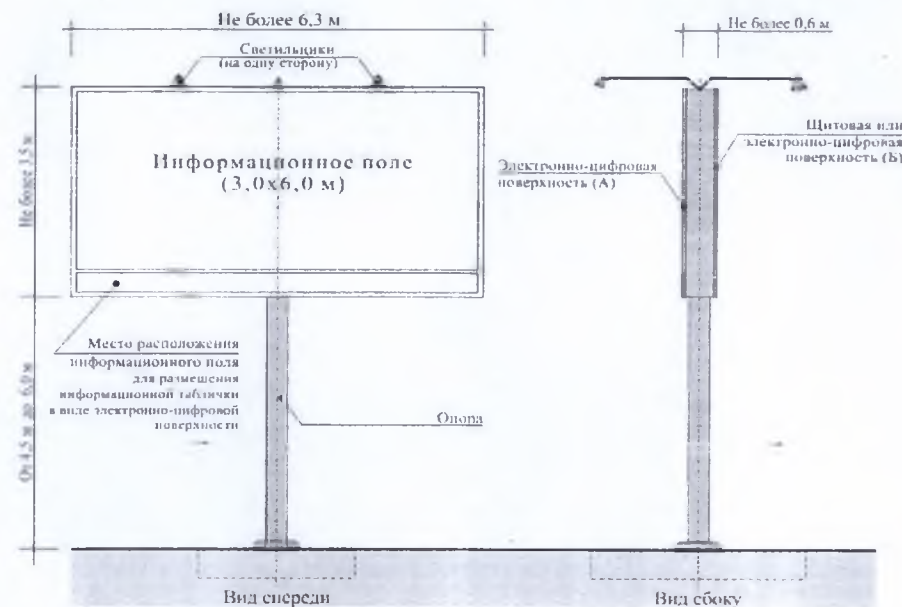 Не более 6,3 м
Не более 0,6 м
Светильники
(на одну сторону)
Не более 3,5 м
Информационное поле
(3,0х6,0 м)
Щитовая или
электронно-цифровая
поверхность (Б)
Электронно-цифровая
поверхность (А)
От 4,5 м до 6,0 м
Место расположения
информационного поля
для размещения
информационной таблички
в виде электронно-цифровой
поверхности
Опора
Вид спереди
Вид сбоку